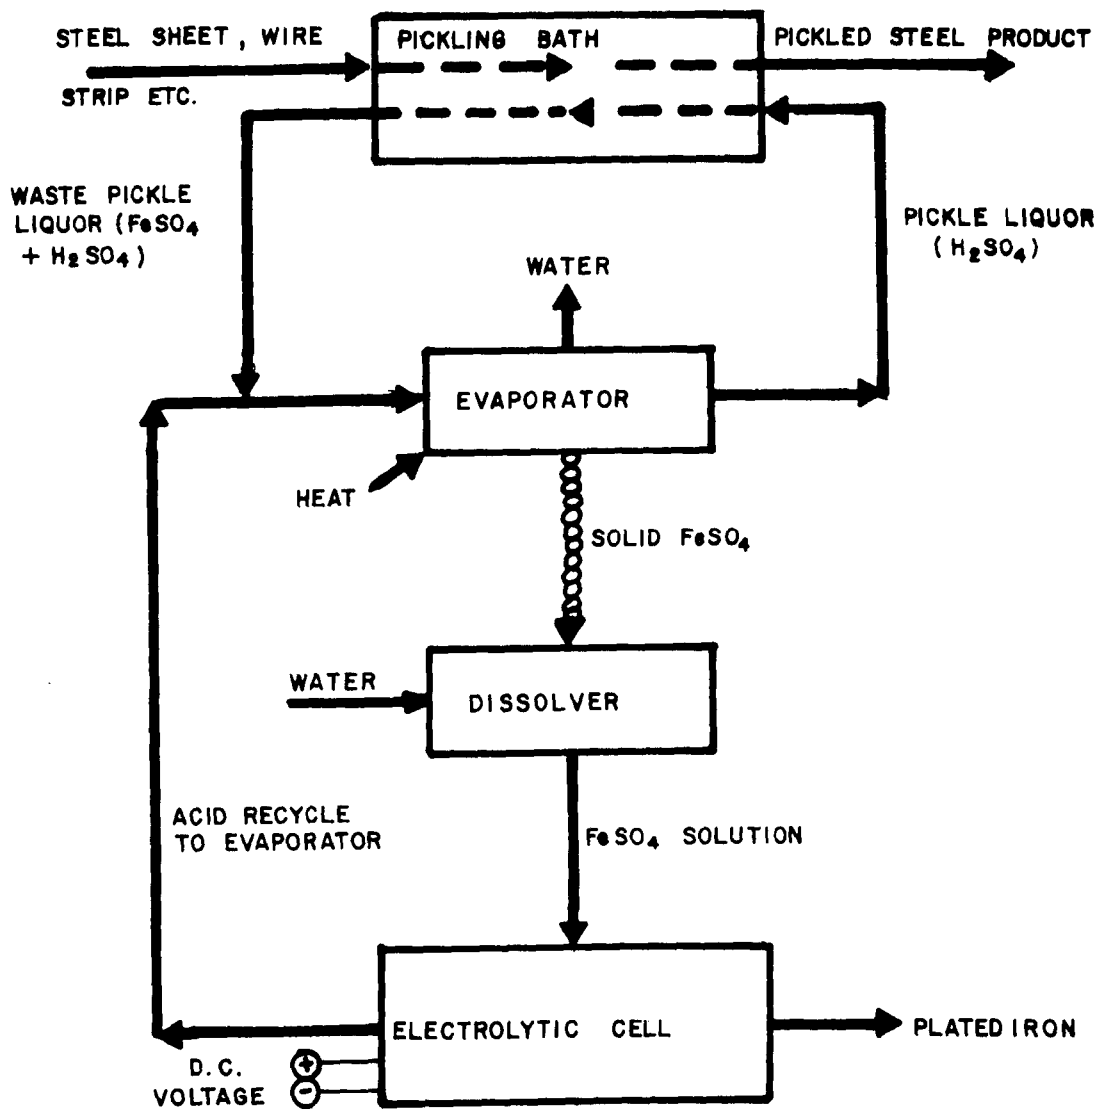 STEEL SHEET, WIRE
STRIP ETC.
PICKLING BATH
PICKLED STEEL PRODUCT
WASTE PICKLE
LIQUOR (FeSO₄
+ H₂SO₄)
PICKLE LIQUOR
(H₂SO₄)
WATER
EVAPORATOR
HEAT
SOLID FeSO₄
WATER
DISSOLVER
ACID RECYCLE
TO EVAPORATOR
FeSO₄ SOLUTION
ELECTROLYTIC CELL
PLATED IRON
D.C.
VOLTAGE
+
-